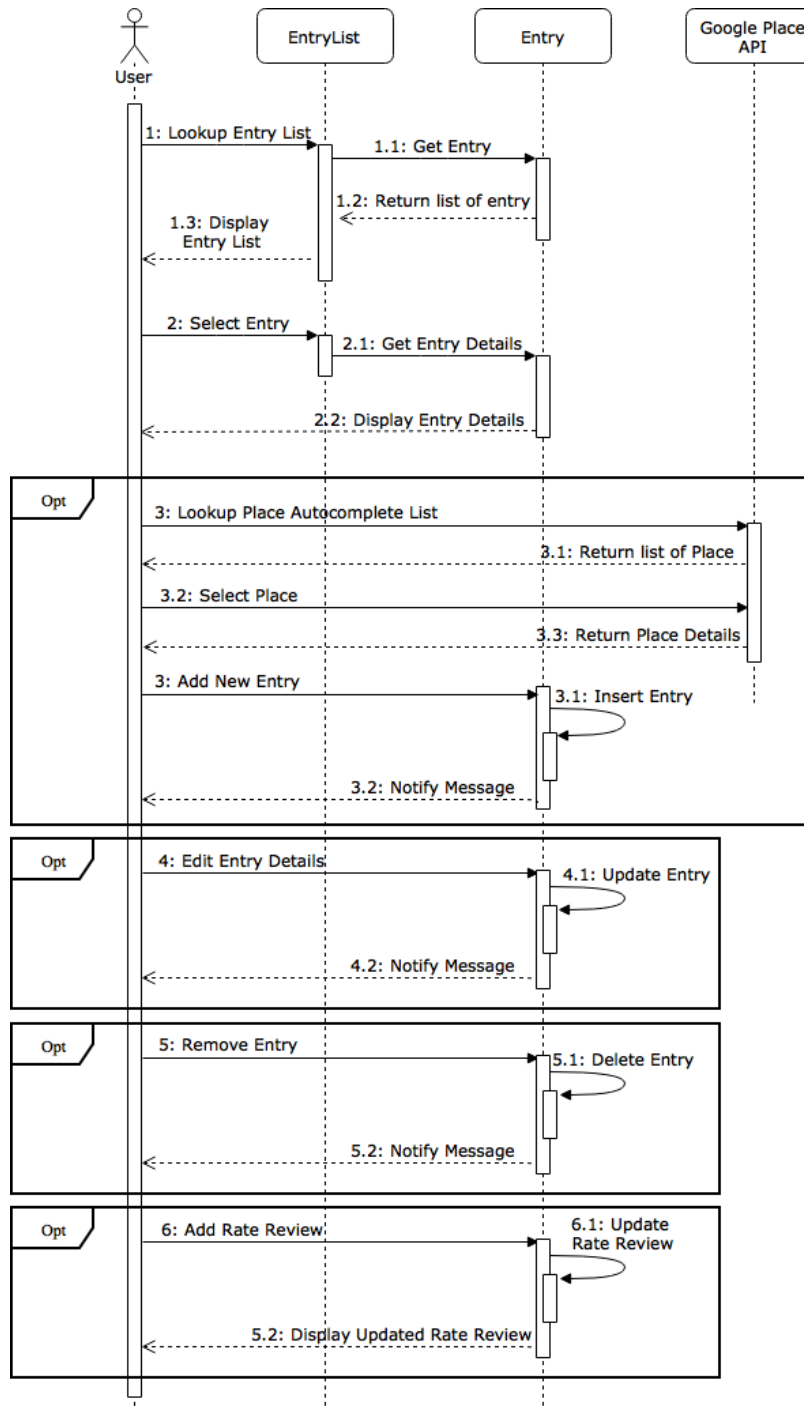 User
EntryList
Entry
Google Place
API
1: Lookup Entry List
1.1: Get Entry
1.2: Return list of entry
1.3: Display
Entry List
2: Select Entry
2.1: Get Entry Details
2.2: Display Entry Details
Opt
3: Lookup Place Autocomplete List
3.1: Return list of Place
3.2: Select Place
3.3: Return Place Details
3: Add New Entry
3.1: Insert Entry
3.2: Notify Message
Opt
4: Edit Entry Details
4.1: Update Entry
4.2: Notify Message
Opt
5: Remove Entry
5.1: Delete Entry
5.2: Notify Message
Opt
6: Add Rate Review
6.1: Update
Rate Review
5.2: Display Updated Rate Review